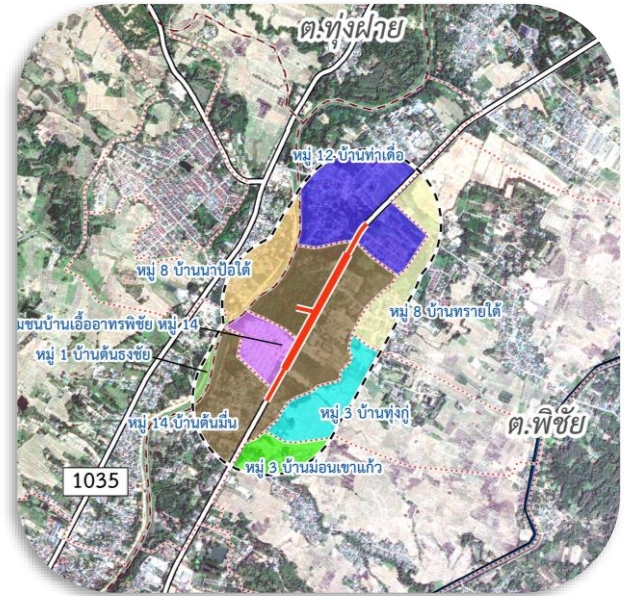 ต.ทุ่งฝาย
หมู่ 12 บ้านท่าเดื่อ
หมู่ 8 บ้านนาป้อใต้
หมู่ 8 บ้านทรายใต้
มชนบ้านเอื้ออาทรพิชัย หมู่ 14
หมู่ 1 บ้านต้นธงชัย
หมู่ 14 บ้านต้นมื่น
หมู่ 3 บ้านทุ่งกู่
ต.พิชัย
หมู่ 3 บ้านม่อนเขาแก้ว
1035